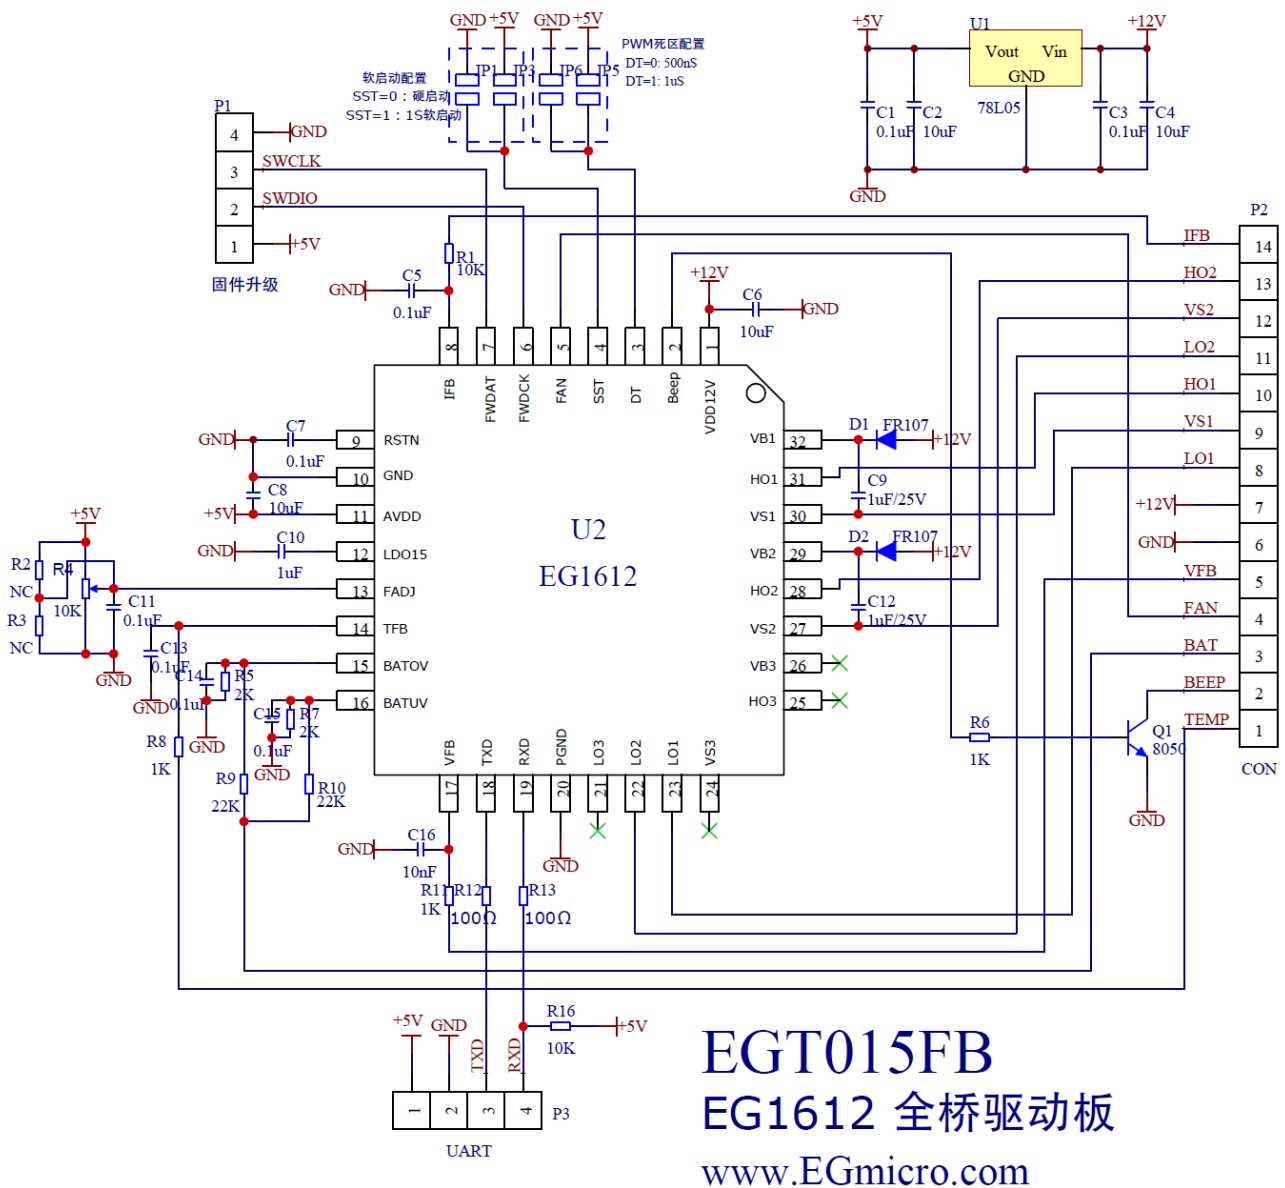 GND
+5V
GND
+5V
JP1
JP3
JP6
JP5
软启动配置
SST=0 : 硬启动
SST=1 : 1S软启动
PWM死区配置
DT=0: 500nS
DT=1: 1uS
+5V
U1
+12V
Vout
Vin
GND
78L05
C1
0.1uF
C2
10uF
C3
0.1uF
C4
10uF
GND
P1
4
GND
3
SWCLK
2
SWDIO
1
+5V
固件升级
R1
10K
GND
C5
0.1uF
+12V
C6
10uF
GND
8
7
6
5
4
3
2
1
IFB
FWDAT
FWDCK
FAN
SST
DT
Beep
VDD12V
P2
IFB
14
HO2
13
VS2
12
LO2
11
HO1
10
VS1
9
LO1
8
+12V
7
GND
6
VFB
5
FAN
4
BAT
3
BEEP
2
TEMP
1
CON
GND
C7
0.1uF
9
RSTN
C8
10uF
10
GND
+5V
11
AVDD
GND
C10
1uF
12
LDO15
13
FADJ
14
TFB
15
BATOV
16
BATUV
U2
EG1612
VB1
32
HO1
31
VS1
30
VB2
29
HO2
28
VS2
27
VB3
26
HO3
25
D1
FR107
+12V
C9
1uF/25V
D2
FR107
+12V
C12
1uF/25V
+5V
R2
NC
R4
10K
R3
NC
C11
0.1uF
GND
C13
0.1uF
GND
C14
0.1uF
R5
2K
GND
C15
0.1uF
R7
2K
GND
R8
1K
R9
22K
R10
22K
VFB
TXD
RXD
PGND
LO3
LO2
LO1
VS3
17
18
19
20
21
22
23
24
R6
1K
Q1
8050
GND
GND
C16
10nF
GND
R11
1K
R12
100Ω
R13
100Ω
+5V
GND
TXD
RXD
R16
10K
+5V
1
2
3
4
P3
UART
EGT015FB
EG1612 全桥驱动板
www.EGmicro.com